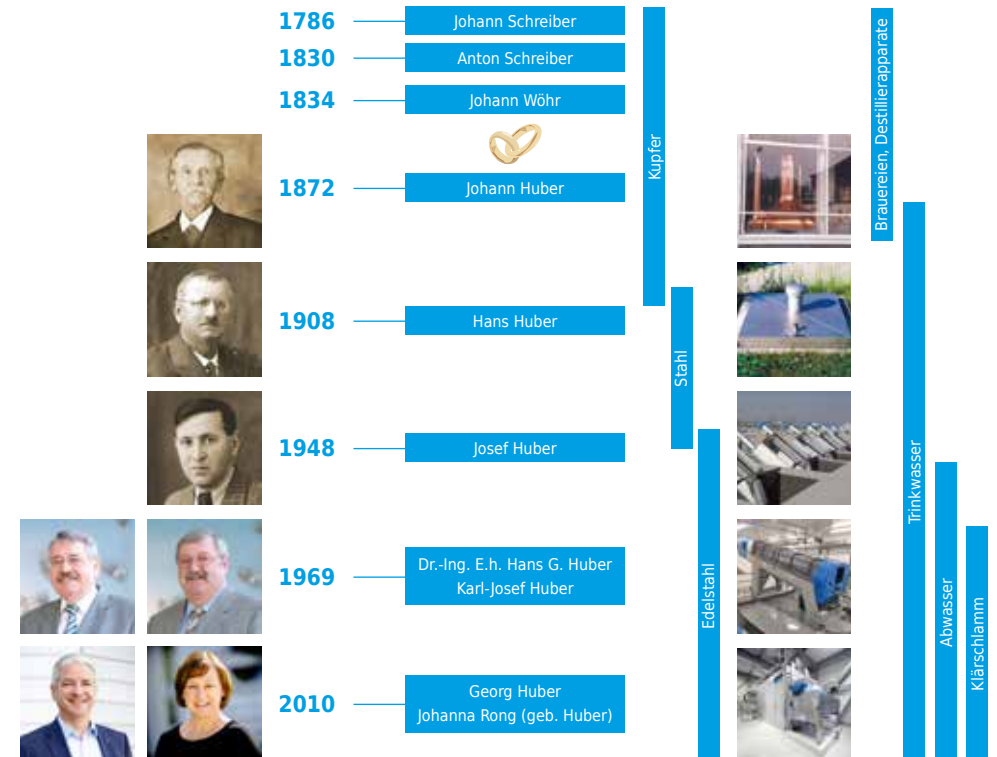 1786
Johann Schreiber
1830
Anton Schreiber
1834
Johann Wöhr
1872
Johann Huber
1908
Hans Huber
1948
Josef Huber
1969
Dr.-Ing. E.h. Hans G. Huber
Karl-Josef Huber
2010
Georg Huber
Johanna Rong (geb. Huber)
Kupfer
Stahl
Edelstahl
Brauereien, Destillierapparate
Trinkwasser
Abwasser
Klärschlamm